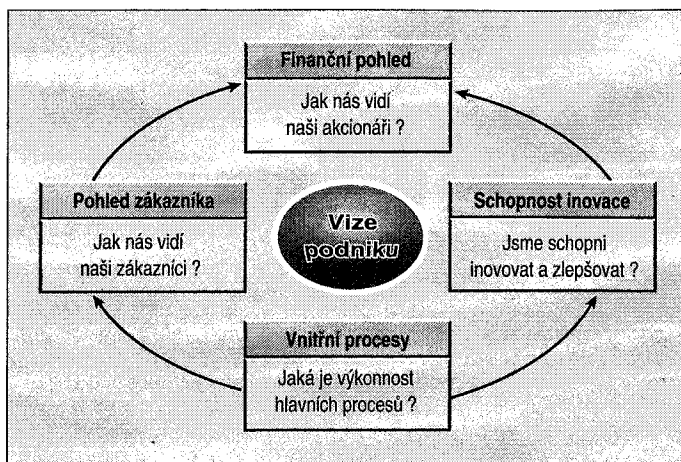 Finanční pohled
Jak nás vidí
naši akcionáři ?
Pohled zákazníka
Jak nás vidí
naši zákazníci ?
Vize
podniku
Schopnost inovace
Jsme schopni
inovovat a zlepšovat ?
Vnitřní procesy
Jaká je výkonnost
hlavních procesů ?